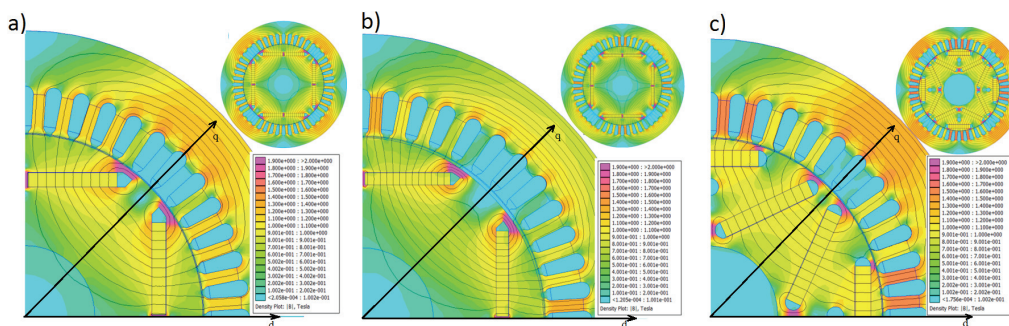 a)
q
d
1.900e+000 : >2.000e+000
1.800e+000 : 1.900e+000
1.700e+000 : 1.800e+000
1.600e+000 : 1.700e+000
1.500e+000 : 1.600e+000
1.400e+000 : 1.500e+000
1.300e+000 : 1.400e+000
1.200e+000 : 1.300e+000
1.100e+000 : 1.200e+000
1.000e+000 : 1.100e+000
9.001e-001 : 1.000e+000
8.001e-001 : 9.001e-001
7.001e-001 : 8.001e-001
6.001e-001 : 7.001e-001
5.002e-001 : 6.001e-001
4.002e-001 : 5.002e-001
3.002e-001 : 4.002e-001
2.002e-001 : 3.002e-001
1.002e-001 : 2.002e-001
<2.058e-004 : 1.002e-001
Density Plot: |B|, Tesla
b)
q
d
1.900e+000 : >2.000e+000
1.800e+000 : 1.900e+000
1.700e+000 : 1.800e+000
1.600e+000 : 1.700e+000
1.500e+000 : 1.600e+000
1.400e+000 : 1.500e+000
1.300e+000 : 1.400e+000
1.200e+000 : 1.300e+000
1.100e+000 : 1.200e+000
1.000e+000 : 1.100e+000
9.001e-001 : 1.000e+000
8.001e-001 : 9.001e-001
7.001e-001 : 8.001e-001
6.001e-001 : 7.001e-001
5.001e-001 : 6.001e-001
4.001e-001 : 5.001e-001
3.001e-001 : 4.001e-001
2.001e-001 : 3.001e-001
1.001e-001 : 2.001e-001
<1.205e-004 : 1.001e-001
Density Plot: |B|, Tesla
c)
q
d
1.900e+000 : >2.000e+000
1.800e+000 : 1.900e+000
1.700e+000 : 1.800e+000
1.600e+000 : 1.700e+000
1.500e+000 : 1.600e+000
1.400e+000 : 1.500e+000
1.300e+000 : 1.400e+000
1.200e+000 : 1.300e+000
1.100e+000 : 1.200e+000
1.000e+000 : 1.100e+000
9.001e-001 : 1.000e+000
8.001e-001 : 9.001e-001
7.001e-001 : 8.001e-001
6.001e-001 : 7.001e-001
5.001e-001 : 6.001e-001
4.001e-001 : 5.001e-001
3.001e-001 : 4.001e-001
2.002e-001 : 3.001e-001
1.002e-001 : 2.002e-001
<1.756e-004 : 1.002e-001
Density Plot: |B|, Tesla